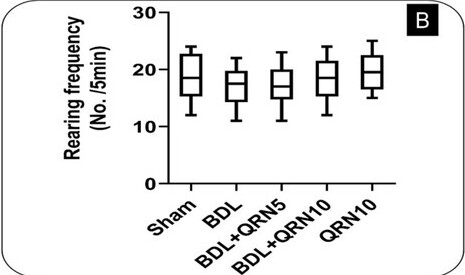 B
Rearing frequency
(No. /5min)
30
20
10
0
Sham
BDL
BDL+QRN5
BDL+QRN10
QRN10